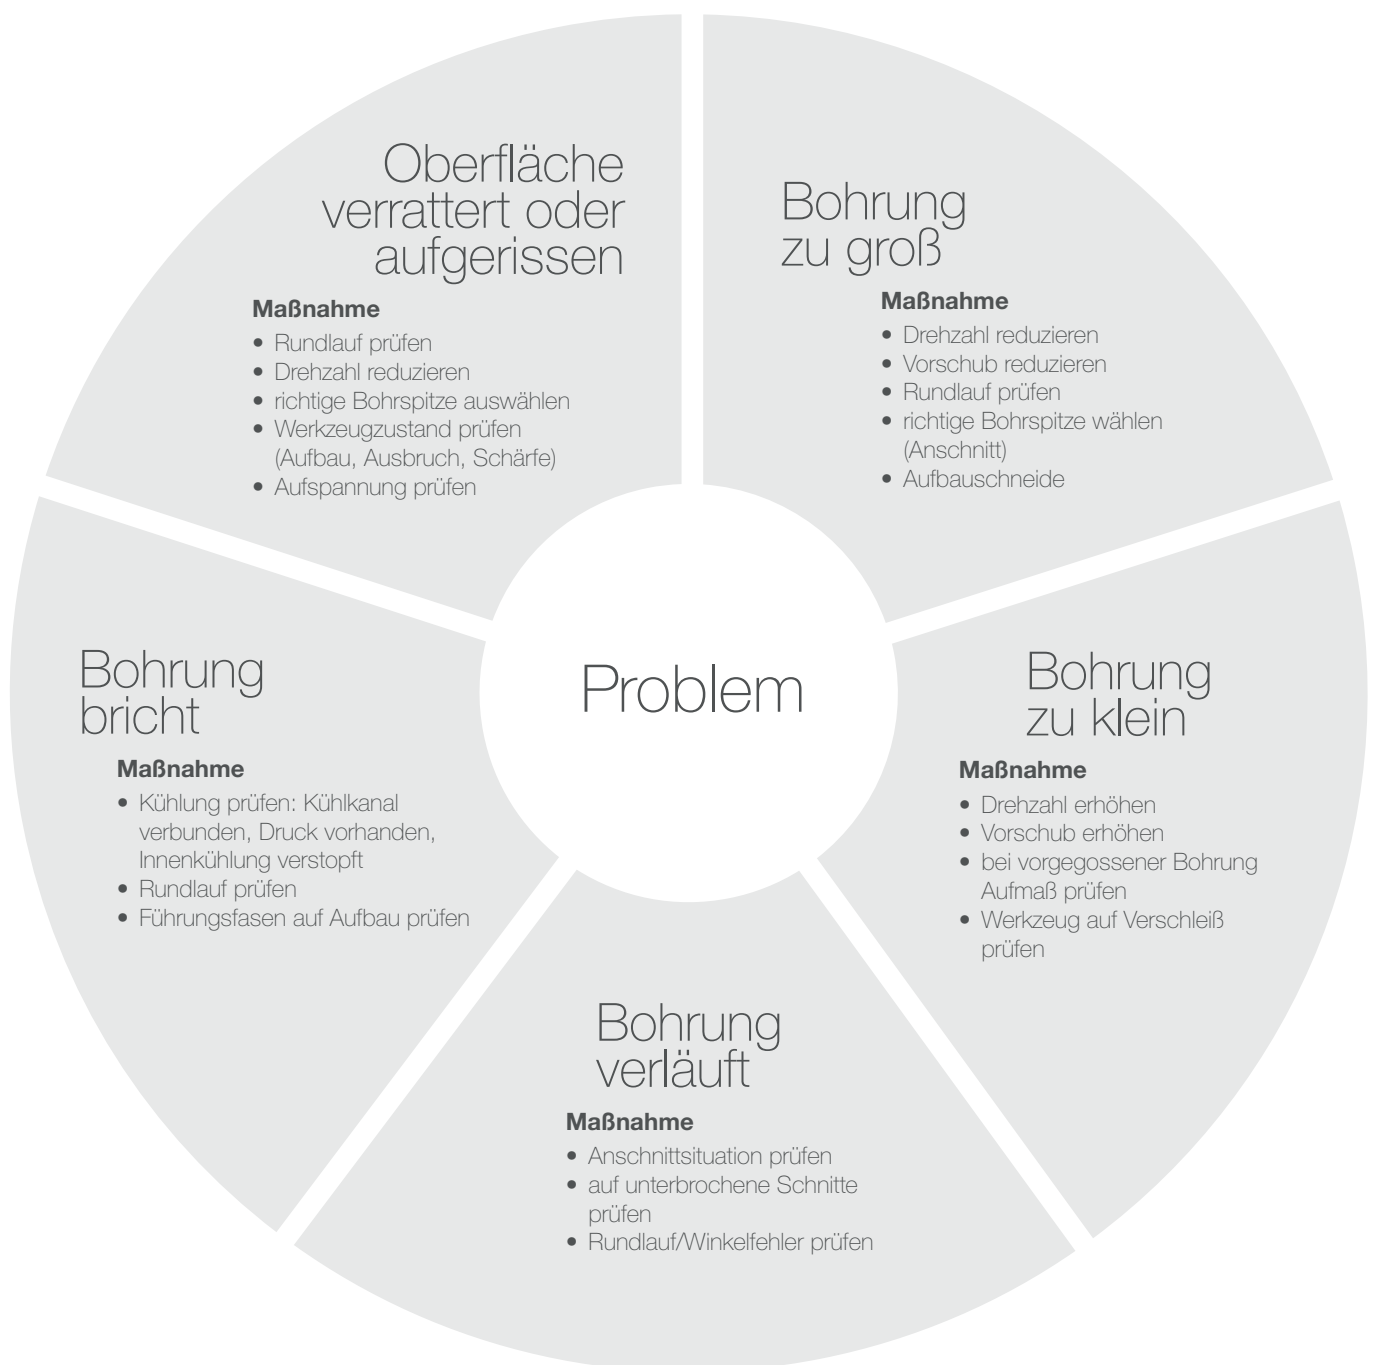 Oberfläche
verrattert oder
aufgerissen
Maßnahme
• Rundlauf prüfen
• Drehzahl reduzieren
• richtige Bohrspitze auswählen
• Werkzeugzustand prüfen
(Aufbau, Ausbruch, Schärfe)
• Aufspannung prüfen
Bohrung
zu groß
Maßnahme
• Drehzahl reduzieren
• Vorschub reduzieren
• Rundlauf prüfen
• richtige Bohrspitze wählen
(Anschnitt)
• Aufbauschneide
Bohrung
bricht
Maßnahme
• Kühlung prüfen: Kühlkanal
verbunden, Druck vorhanden,
Innenkühlung verstopft
• Rundlauf prüfen
• Führungsfasen auf Aufbau prüfen
Problem
Bohrung
zu klein
Maßnahme
• Drehzahl erhöhen
• Vorschub erhöhen
• bei vorgegossener Bohrung
Aufmaß prüfen
• Werkzeug auf Verschleiß
prüfen
Bohrung
verläuft
Maßnahme
• Anschnittsituation prüfen
• auf unterbrochene Schnitte
prüfen
• Rundlauf/Winkelfehler prüfen